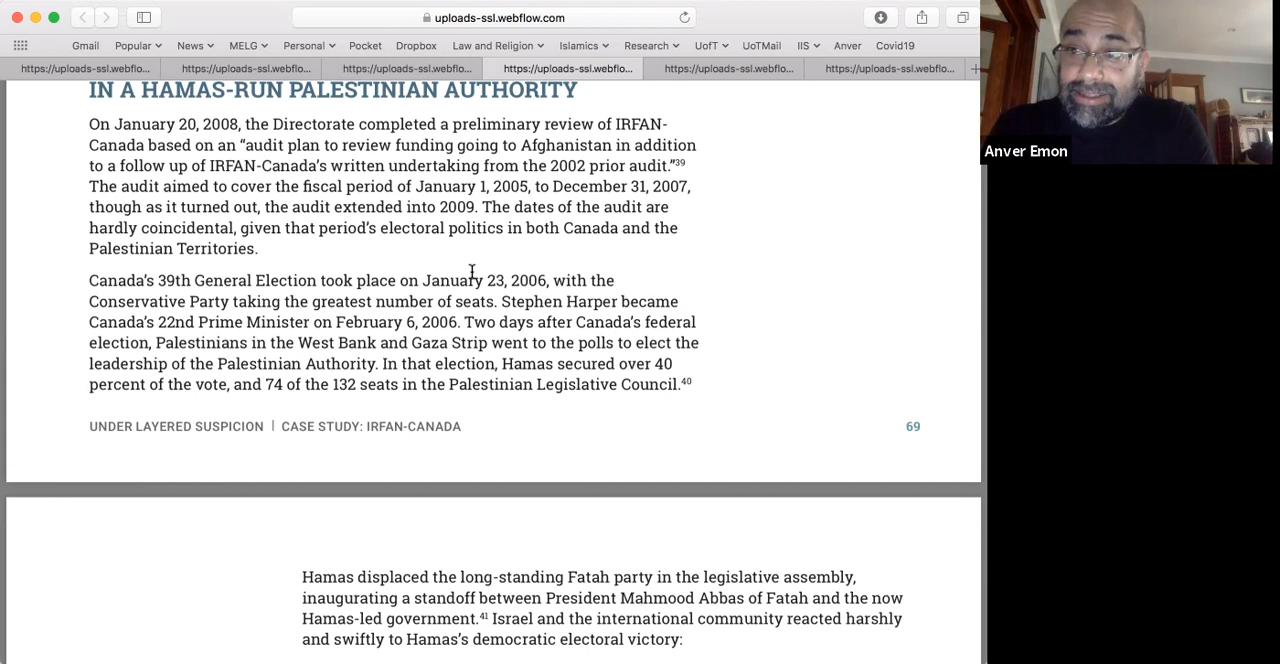 uploads-ssl.webflow.com
Gmail Popular News MELG Personal Pocket Dropbox Law and Religion Islamics Research UofT UoTMail IIS Anver Covid19
https://uploads-ssl.webflo... https://uploads-ssl.webflo... https://uploads-ssl.webflo... https://uploads-ssl.webflo... https://uploads-ssl.webflo... https://uploads-ssl.webflo...
IN A HAMAS-RUN PALESTINIAN AUTHORITY
On January 20, 2008, the Directorate completed a preliminary review of IRFAN-
Canada based on an “audit plan to review funding going to Afghanistan in addition
to a follow up of IRFAN-Canada’s written undertaking from the 2002 prior audit.”39
The audit aimed to cover the fiscal period of January 1, 2005, to December 31, 2007,
though as it turned out, the audit extended into 2009. The dates of the audit are
hardly coincidental, given that period’s electoral politics in both Canada and the
Palestinian Territories.
Canada’s 39th General Election took place on January 23, 2006, with the
Conservative Party taking the greatest number of seats. Stephen Harper became
Canada’s 22nd Prime Minister on February 6, 2006. Two days after Canada’s federal
election, Palestinians in the West Bank and Gaza Strip went to the polls to elect the
leadership of the Palestinian Authority. In that election, Hamas secured over 40
percent of the vote, and 74 of the 132 seats in the Palestinian Legislative Council.40
UNDER LAYERED SUSPICION | CASE STUDY: IRFAN-CANADA 69
Hamas displaced the long-standing Fatah party in the legislative assembly,
inaugurating a standoff between President Mahmood Abbas of Fatah and the now
Hamas-led government.41 Israel and the international community reacted harshly
and swiftly to Hamas’s democratic electoral victory:
Anver Emon